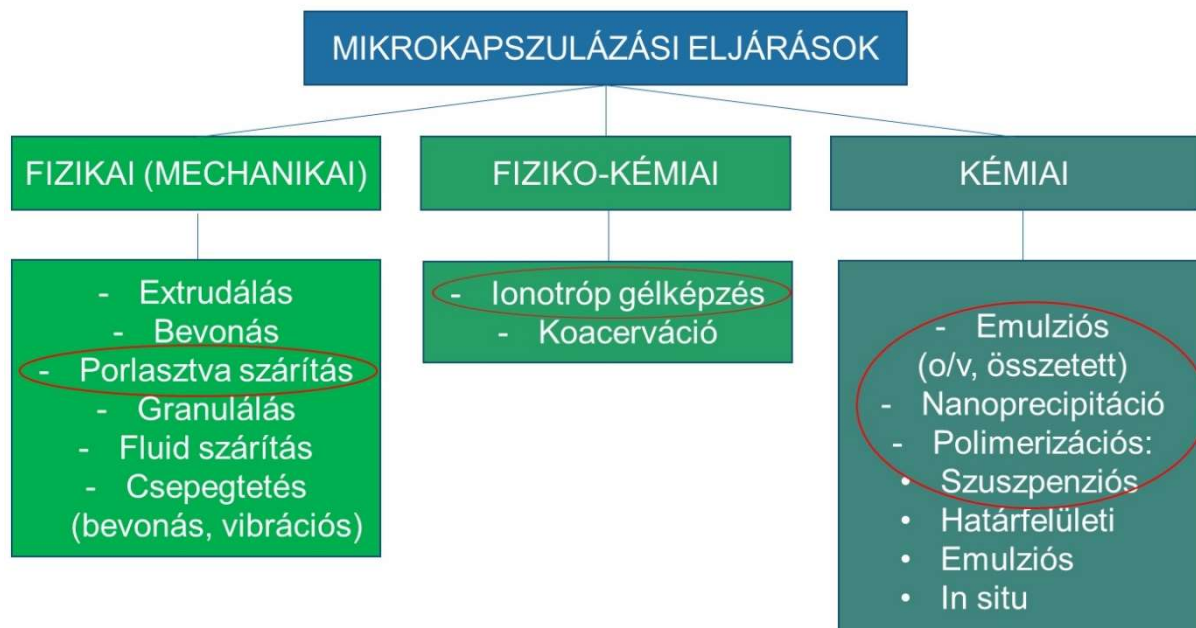 MIKROKAPSZULÁZÁSI ELJÁRÁSOK
FIZIKAI (MECHANIKAI)
- Extrudálás
- Bevonás
- Porlasztva szárítás
- Granulálás
- Fluid szárítás
- Csepegtetés
(bevonás, vibrációs)
FIZIKO-KÉMIAI
- Ionotróp gélképzés
- Koacerváció
KÉMIAI
- Emulziós
(o/v, összetett)
- Nanoprecipitáció
- Polimerizációs:
• Szuszpenziós
• Határfelületi
• Emulziós
• In situ